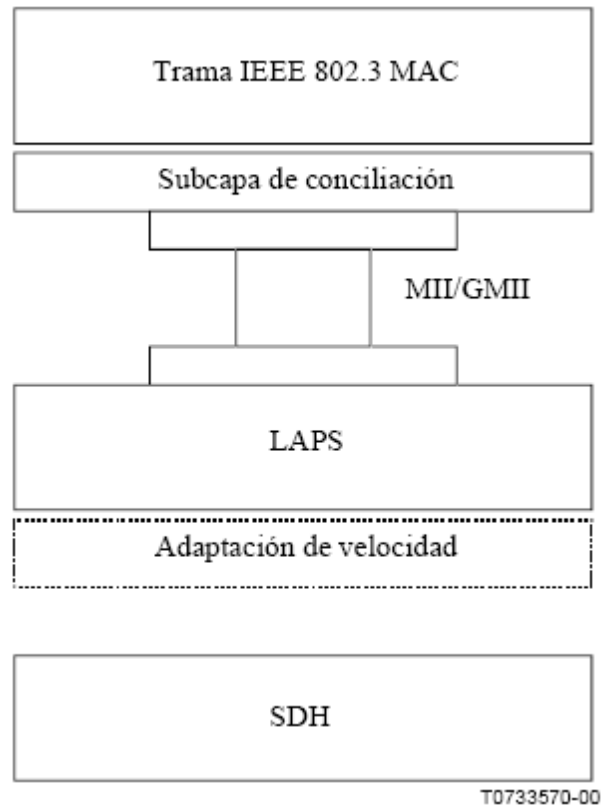 Trama IEEE 802.3 MAC
Subcapa de conciliación
MII/GMII
LAPS
Adaptación de velocidad
SDH
T0733570-00